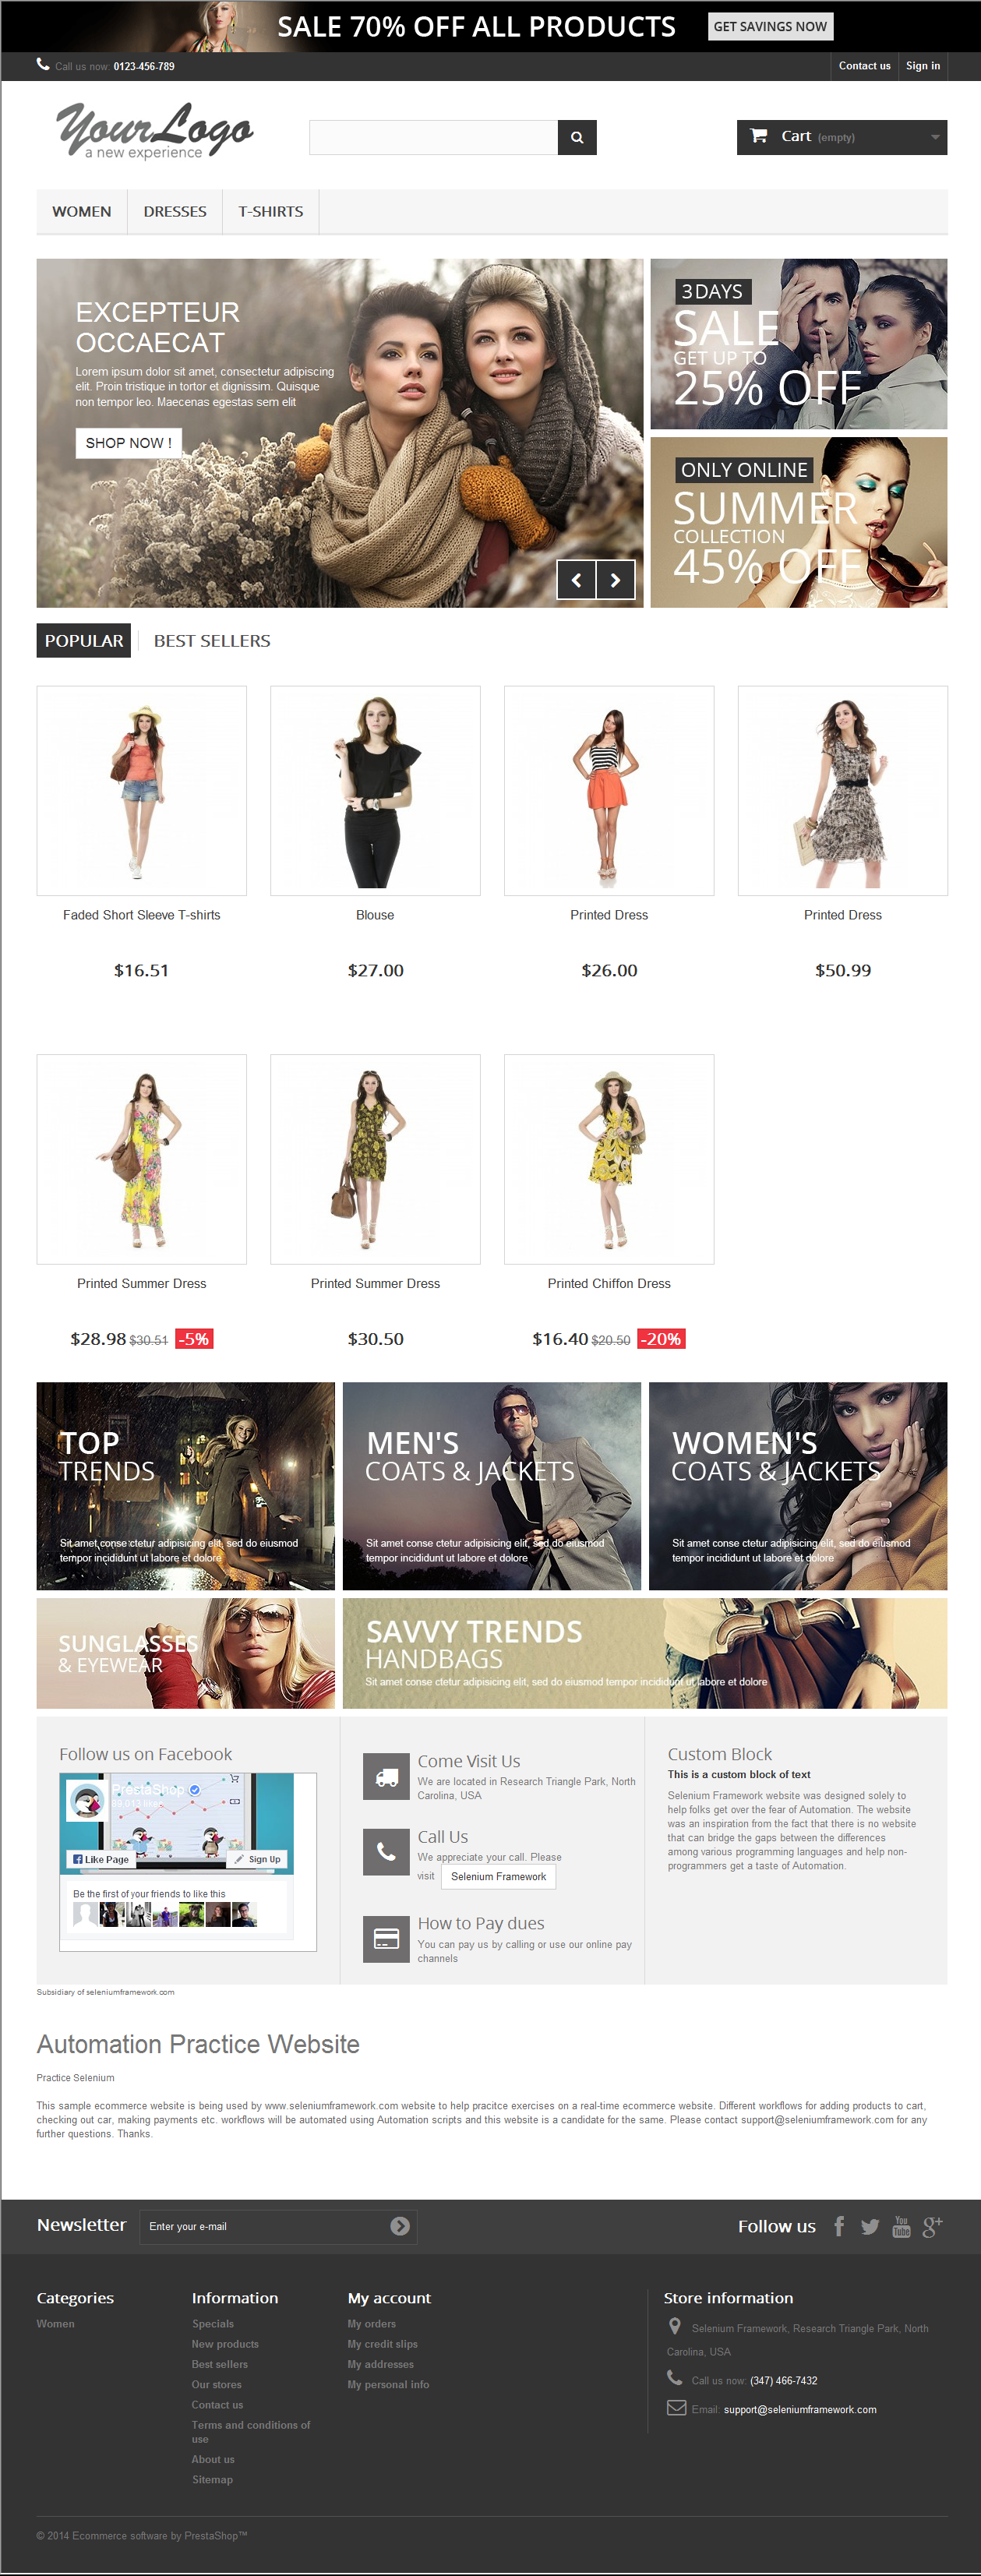 SALE 70% OFF ALL PRODUCTS
GET SAVINGS NOW
Call us now: 0123-456-789
Contact us
Sign in
YourLogo
a new experience
Cart (empty)
WOMEN
DRESSES
T-SHIRTS
EXCEPTEUR
OCCAECAT
Lorem ipsum dolor sit amet, consectetur adipiscing
elit. Proin tristique in tortor et dignissim. Quisque
non tempor leo. Maecenas egestas sem elit
SHOP NOW !
3 DAYS
SALE
GET UP TO
25% OFF
ONLY ONLINE
SUMMER
COLLECTION
45% OFF
POPULAR
BEST SELLERS
Faded Short Sleeve T-shirts
Blouse
Printed Dress
Printed Dress
$16.51
$27.00
$26.00
$50.99
Printed Summer Dress
Printed Summer Dress
Printed Chiffon Dress
$28.98 $30.51 -5%
$30.50
$16.40 $20.50 -20%
TOP
TRENDS
Sit amet conse ctetur adipisicing elit, sed do eiusmod
tempor incididunt ut labore et dolore
MEN'S
COATS & JACKETS
Sit amet conse ctetur adipisicing elit, sed do eiusmod
tempor incididunt ut labore et dolore
WOMEN'S
COATS & JACKETS
Sit amet conse ctetur adipisicing elit, sed do eiusmod
tempor incididunt ut labore et dolore
SUNGLASSES
& EYEWEAR
SAVVY TRENDS
HANDBAGS
Sit amet conse ctetur adipisicing elit, sed do eiusmod tempor incididunt ut labore et dolore
Follow us on Facebook
PrestaShop
Like Page
Sign Up
Be the first of your friends to like this
Come Visit Us
We are located in Research Triangle Park, North
Carolina, USA
Call Us
We appreciate your call. Please
visit Selenium Framework
How to Pay dues
You can pay us by calling or use our online pay
channels
Custom Block
This is a custom block of text
Selenium Framework website was designed solely to
help folks get over the fear of Automation. The website
was an inspiration from the fact that there is no website
that can bridge the gaps between the differences
among various programming languages and help non-
programmers get a taste of Automation.
Subsidiary of seleniumframework.com
Automation Practice Website
Practice Selenium
This sample ecommerce website is being used by www.seleniumframework.com website to help pracitce exercises on a real-time ecommerce website. Different workflows for adding products to cart,
checking out car, making payments etc. workflows will be automated using Automation scripts and this website is a candidate for the same. Please contact support@seleniumframework.com for any
further questions. Thanks.
Newsletter
Enter your e-mail
Follow us
You
Tube
Categories
Women
Information
Specials
New products
Best sellers
Our stores
Contact us
Terms and conditions of
use
About us
Sitemap
My account
My orders
My credit slips
My addresses
My personal info
Store information
Selenium Framework, Research Triangle Park, North
Carolina, USA
Call us now: (347) 466-7432
Email: support@seleniumframework.com
© 2014 Ecommerce software by PrestaShop™